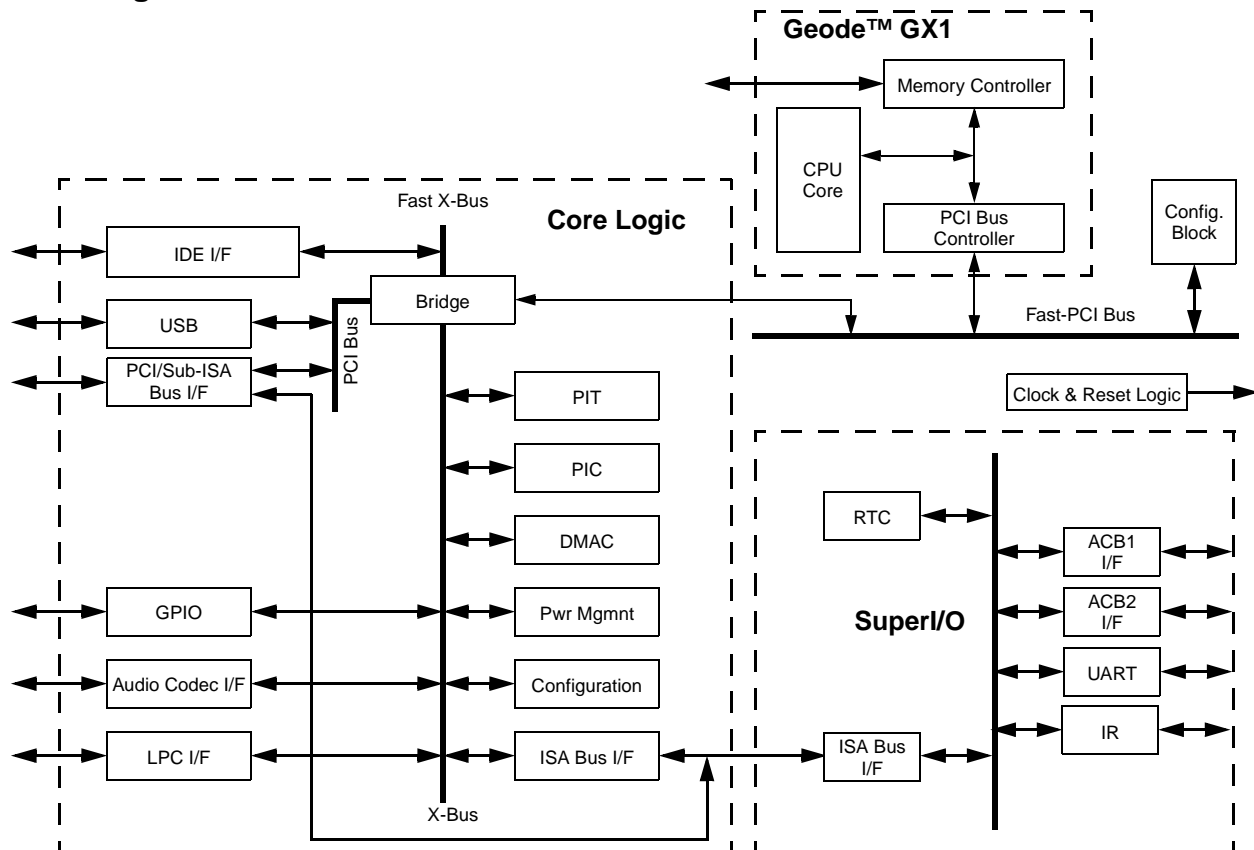 Geode™ GX1
Memory Controller
CPU
Core
PCI Bus
Controller
Config.
Block
Fast-PCI Bus
Clock & Reset Logic
Fast X-Bus
Core Logic
IDE I/F
Bridge
USB
PCI Bus
PCI/Sub-ISA
Bus I/F
PIT
PIC
DMAC
GPIO
Pwr Mgmnt
Audio Codec I/F
Configuration
LPC I/F
ISA Bus I/F
X-Bus
RTC
SuperI/O
ACB1
I/F
ACB2
I/F
UART
IR
ISA Bus
I/F